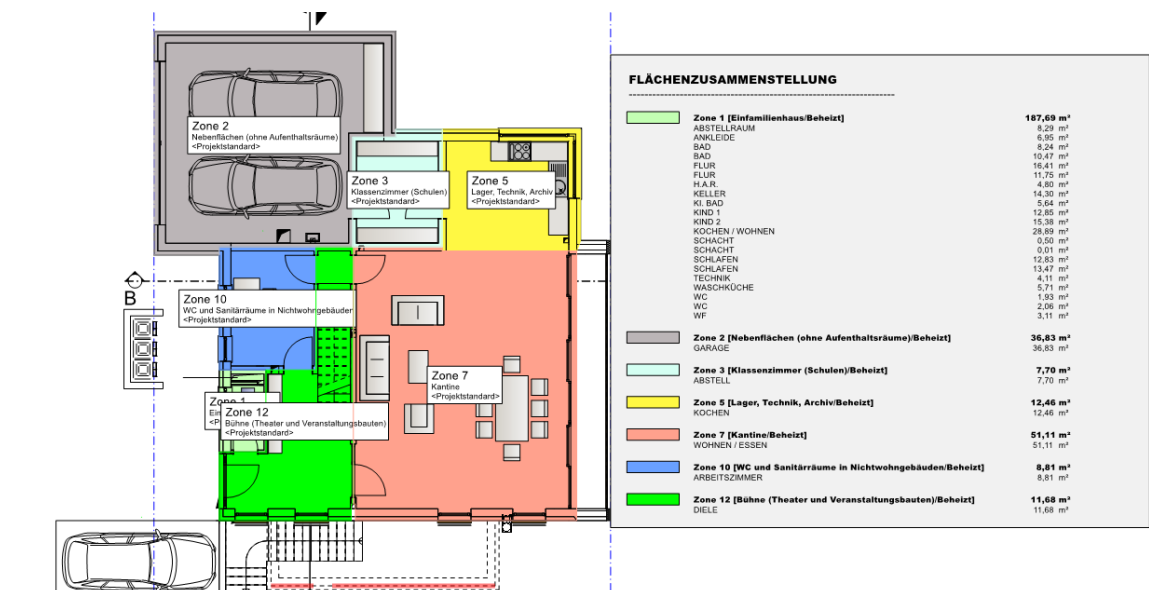 Zone 2
Nebenflächen (ohne Aufenthaltsräume)
<Projektstandard>
Zone 3
Klassenzimmer (Schulen)
<Projektstandard>
Zone 5
Lager, Technik, Archiv
<Projektstandard>
B
Zone 10
WC und Sanitärräume in Nichtwohngebäuden
<Projektstandard>
Zone 7
Kantine
<Projektstandard>
Zone 1
Ein
<P
Zone 12
Bühne (Theater und Veranstaltungsbauten)
<Projektstandard>
FLÄCHENZUSAMMENSTELLUNG
Zone 1 [Einfamilienhaus/Beheizt] 187,69 m²
ABSTELLRAUM 8,29 m²
ANKLEIDE 6,95 m²
BAD 8,24 m²
BAD 10,47 m²
FLUR 16,41 m²
FLUR 11,75 m²
H.A.R. 4,80 m²
KELLER 14,30 m²
KI. BAD 5,64 m²
KIND 1 12,85 m²
KIND 2 15,38 m²
KOCHEN / WOHNEN 28,89 m²
SCHACHT 0,50 m²
SCHACHT 0,01 m²
SCHLAFEN 12,83 m²
SCHLAFEN 13,47 m²
TECHNIK 4,11 m²
WASCHKÜCHE 5,71 m²
WC 1,93 m²
WC 2,06 m²
WF 3,11 m²
Zone 2 [Nebenflächen (ohne Aufenthaltsräume)/Beheizt] 36,83 m²
GARAGE 36,83 m²
Zone 3 [Klassenzimmer (Schulen)/Beheizt] 7,70 m²
ABSTELL 7,70 m²
Zone 5 [Lager, Technik, Archiv/Beheizt] 12,46 m²
KOCHEN 12,46 m²
Zone 7 [Kantine/Beheizt] 51,11 m²
WOHNEN / ESSEN 51,11 m²
Zone 10 [WC und Sanitärräume in Nichtwohngebäuden/Beheizt] 8,81 m²
ARBEITSZIMMER 8,81 m²
Zone 12 [Bühne (Theater und Veranstaltungsbauten)/Beheizt] 11,68 m²
DIELE 11,68 m²